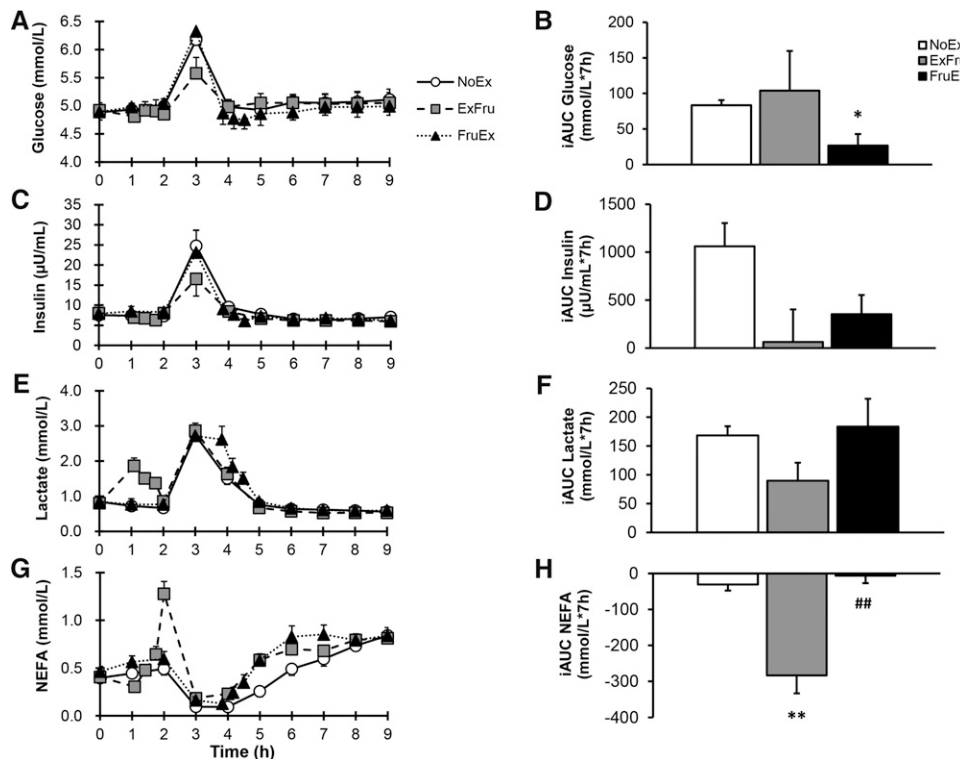 A
Glucose (mmol/L)
6.5
6.0
5.5
5.0
4.5
4.0
0 1 2 3 4 5 6 7 8 9
NoEx
ExFru
FruEx
B
iAUC Glucose
(mmol/L*7h)
200
150
100
50
0
*
NoEx
ExFru
FruEx
C
Insulin (µU/mL)
35
30
25
20
15
10
5
0
0 1 2 3 4 5 6 7 8 9
D
iAUC Insulin
(µU/mL*7h)
1500
1000
500
0
E
Lactate (mmol/L)
4.0
3.0
2.0
1.0
0.0
0 1 2 3 4 5 6 7 8 9
F
iAUC Lactate
(mmol/L*7h)
250
200
150
100
50
0
G
NEFA (mmol/L)
1.5
1.0
0.5
0.0
0 1 2 3 4 5 6 7 8 9
Time (h)
H
iAUC NEFA
(mmol/L*7h)
0
-100
-200
-300
-400
**
##